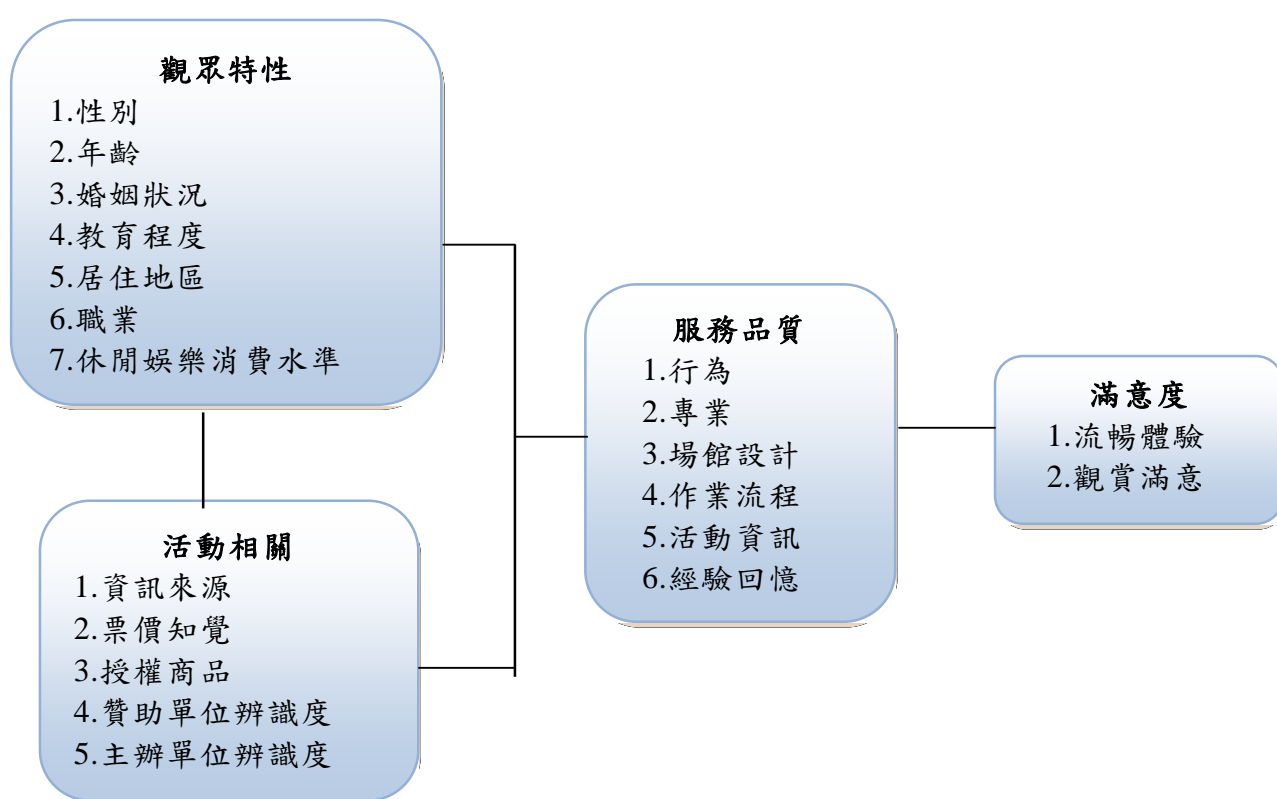 觀眾特性
1.性別
2.年齡
3.婚姻狀況
4.教育程度
5.居住地區
6.職業
7.休閒娛樂消費水準
活動相關
1.資訊來源
2.票價知覺
3.授權商品
4.贊助單位辨識度
5.主辦單位辨識度
服務品質
1.行為
2.專業
3.場館設計
4.作業流程
5.活動資訊
6.經驗回憶
滿意度
1.流暢體驗
2.觀賞滿意